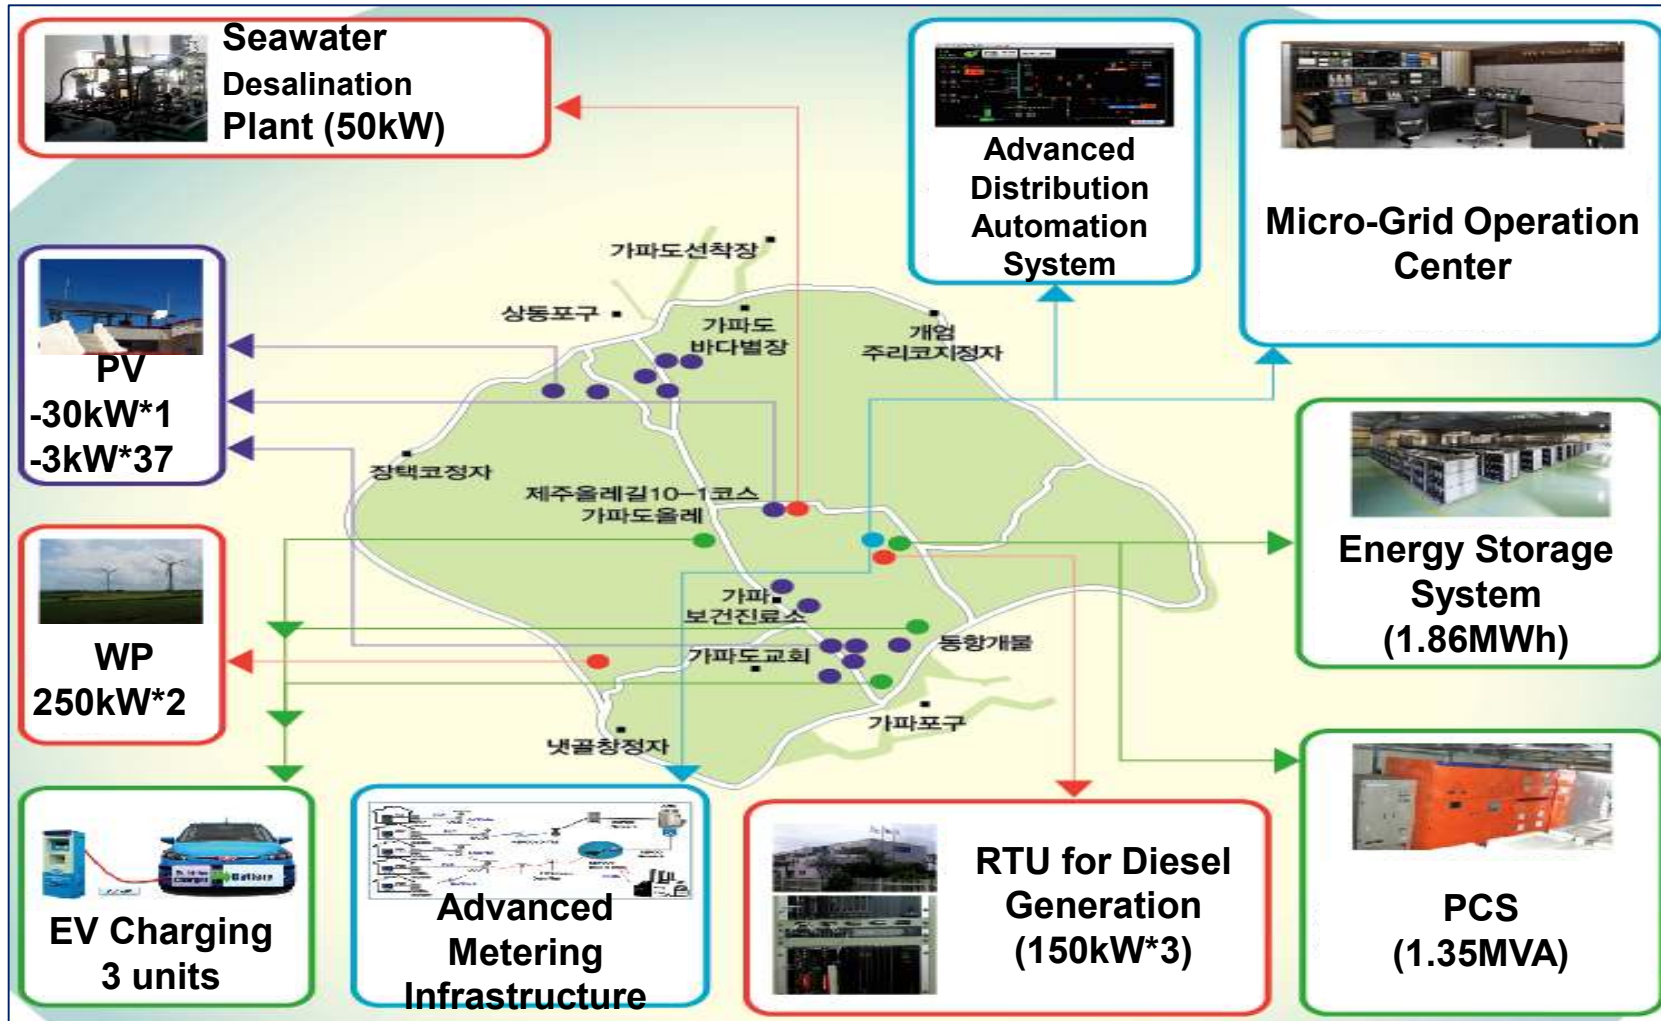 Seawater
Desalination
Plant (50kW)
Advanced
Distribution
Automation
System
Micro-Grid Operation
Center
PV
-30kW*1
-3kW*37
WP
250kW*2
EV Charging
3 units
Advanced
Metering
Infrastructure
RTU for Diesel
Generation
(150kW*3)
Energy Storage
System
(1.86MWh)
PCS
(1.35MVA)
가파도선착장
상동포구
가파도
바다별장
개엄
주리코지정자
장택코정자
제주올레길10-1코스
가파도올레
가파
보건진료소
가파도교회
동항개물
가파포구
냇골창정자
Battery